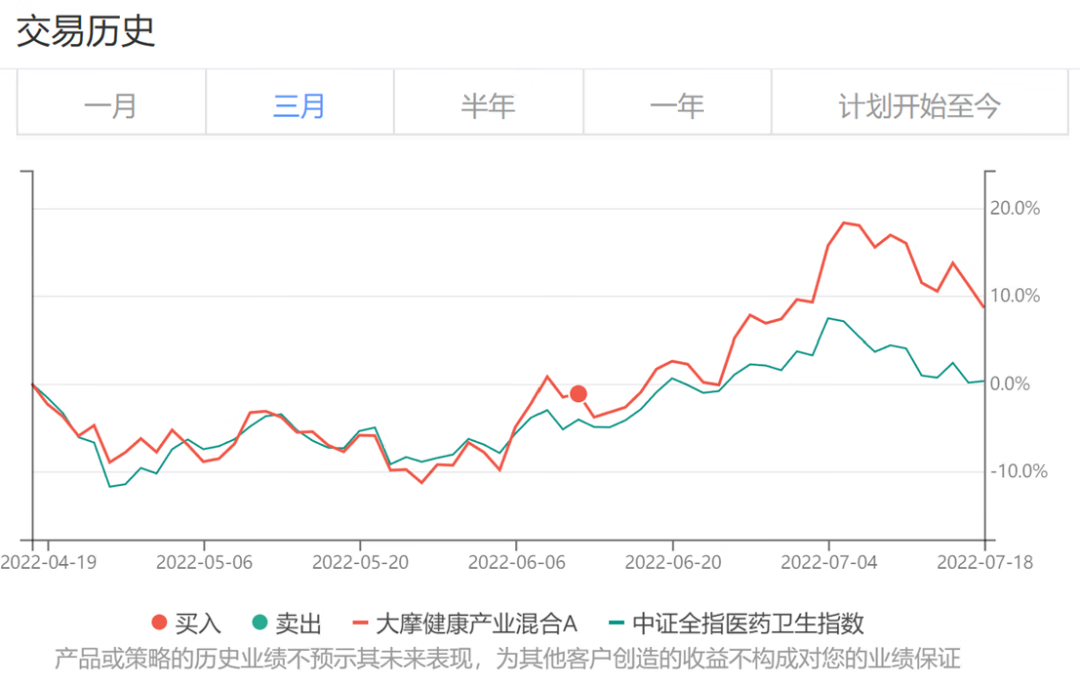 交易历史
一月 三月 半年 一年 计划开始至今
20.0%
10.0%
0.0%
-10.0%
2022-04-19 2022-05-06 2022-05-20 2022-06-06 2022-06-20 2022-07-04 2022-07-18
买入 卖出 大摩健康产业混合A 中证全指医药卫生指数
产品或策略的历史业绩不预示其未来表现，为其他客户创造的收益不构成对您的业绩保证